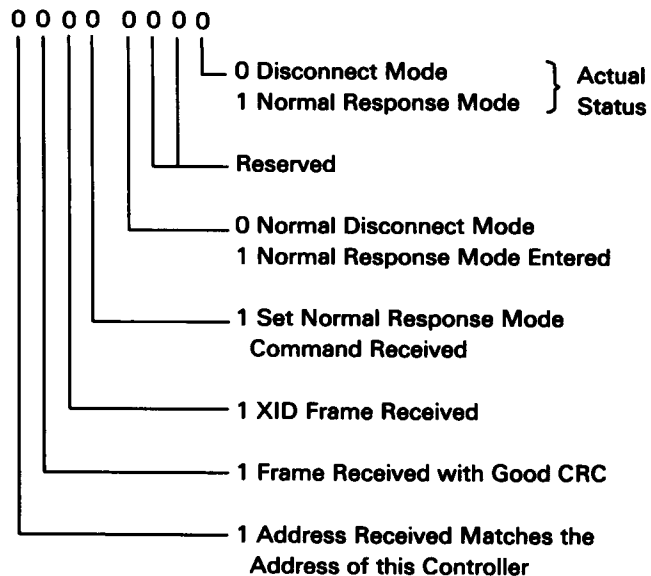 0 0 0 0 0 0 0 0
0 Disconnect Mode
1 Normal Response Mode
Actual
Status
Reserved
0 Normal Disconnect Mode
1 Normal Response Mode Entered
1 Set Normal Response Mode
Command Received
1 XID Frame Received
1 Frame Received with Good CRC
1 Address Received Matches the
Address of this Controller